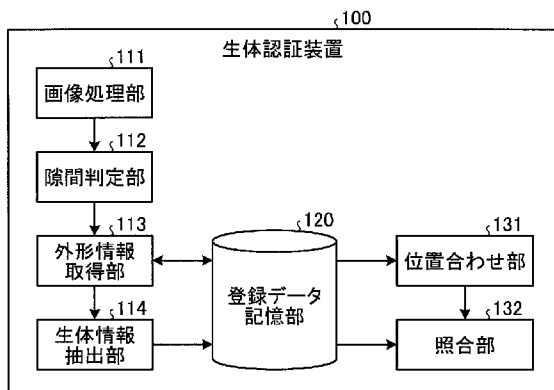 100
生体認証装置
111
画像処理部
112
隙間判定部
113
外形情報
取得部
114
生体情報
抽出部
120
登録データ
記憶部
131
位置合わせ部
132
照合部